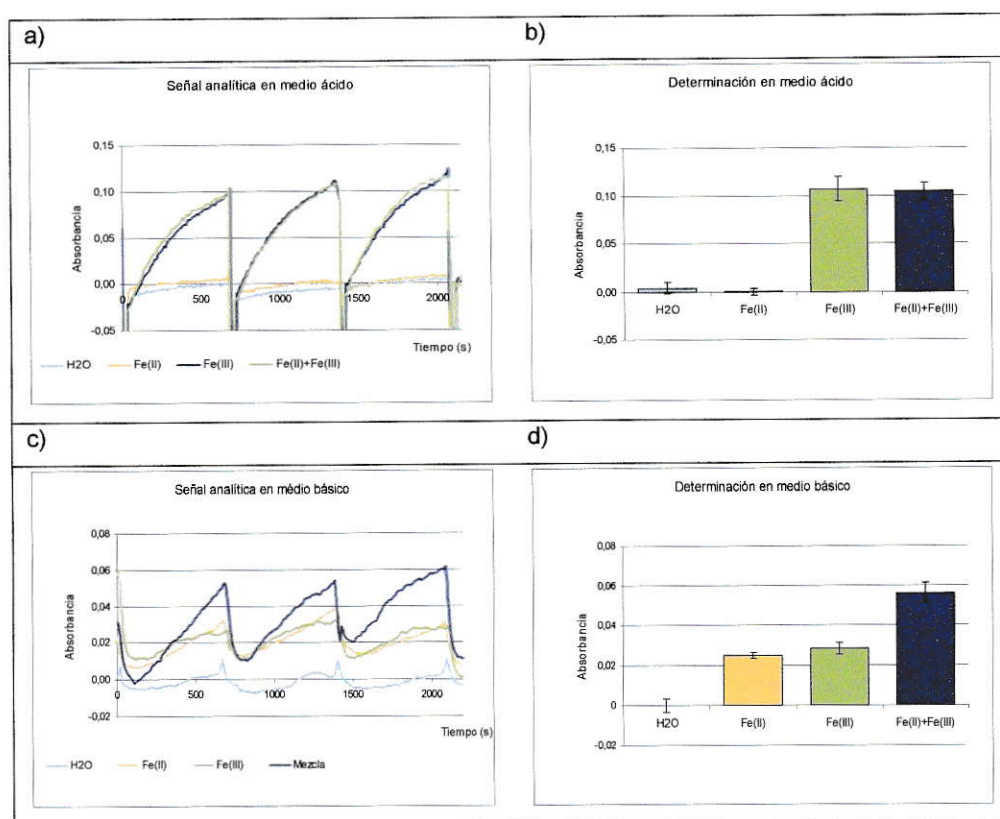 a)
b)
Señal analítica en medio ácido
0,15
0,10
0,05
0,00
-0,05
Absorbancia
0 500 1000 1500 2000
Tiempo (s)
H2O Fe(II) Fe(III) Fe(II)+Fe(III)
Determinación en medio ácido
0,15
0,10
0,05
0,00
-0,05
Absorbancia
H2O Fe(II) Fe(III) Fe(II)+Fe(III)
c)
d)
Señal analítica en médio básico
0,08
0,06
0,04
0,02
0,00
-0,02
Absorbancia
0 500 1000 1500 2000
Tiempo (s)
H2O Fe(II) Fe(III) Mezcla
Determinación en medio básico
0,08
0,06
0,04
0,02
0
-0,02
Absorbancia
H2O Fe(II) Fe(III) Fe(II)+Fe(III)